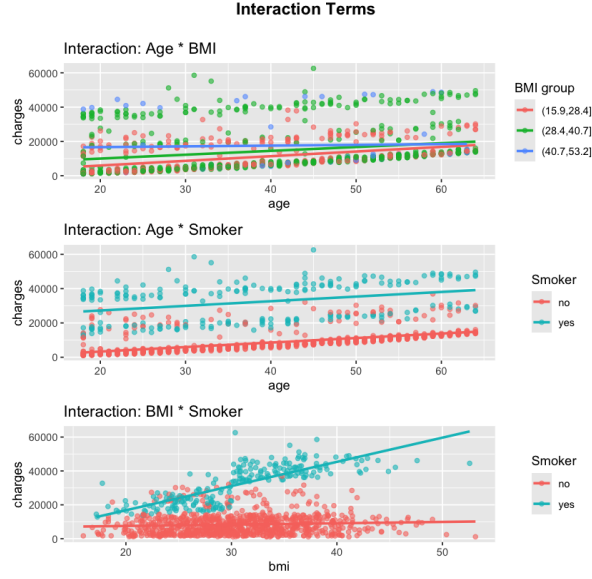 Interaction Terms
Interaction: Age * BMI
charges
60000
40000
20000
0
20
30
40
50
60
age
BMI group
(15.9,28.4]
(28.4,40.7]
(40.7,53.2]
Interaction: Age * Smoker
charges
60000
40000
20000
0
20
30
40
50
60
age
Smoker
no
yes
Interaction: BMI * Smoker
charges
60000
40000
20000
0
20
30
40
50
bmi
Smoker
no
yes